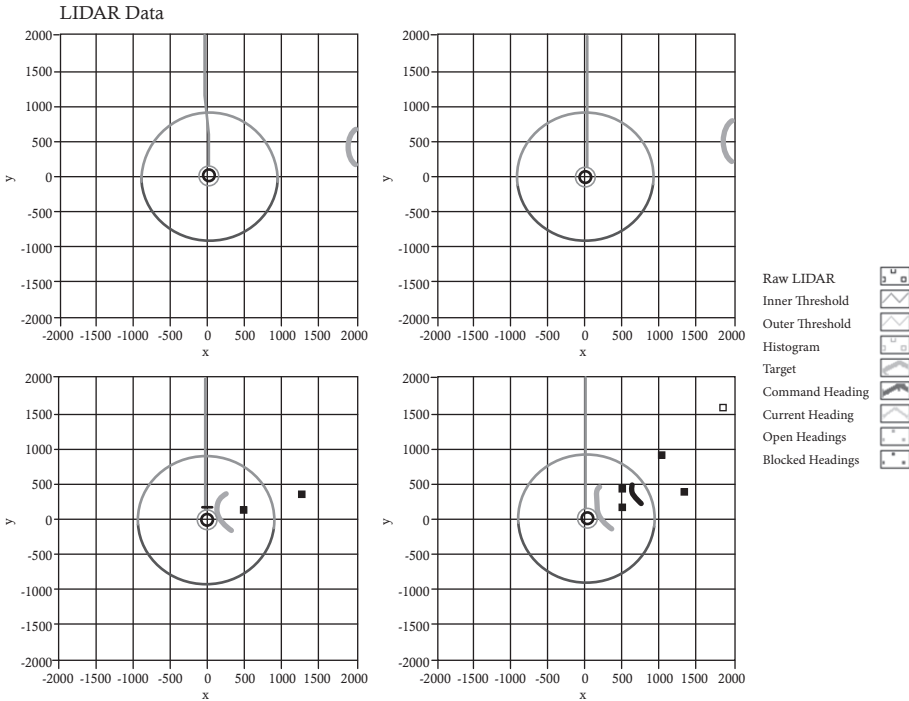 LIDAR Data
2000
1500
1000
500
0
-500
-1000
-1500
-2000
y
-2000 -1500 -1000 -500 0 500 1000 1500 2000
x
2000
1500
1000
500
0
-500
-1000
-1500
-2000
y
-2000 -1500 -1000 -500 0 500 1000 1500 2000
x
2000
1500
1000
500
0
-500
-1000
-1500
-2000
y
-2000 -1500 -1000 -500 0 500 1000 1500 2000
x
2000
1500
1000
500
0
-500
-1000
-1500
-2000
y
-2000 -1500 -1000 -500 0 500 1000 1500 2000
x
Raw LIDAR
Inner Threshold
Outer Threshold
Histogram
Target
Command Heading
Current Heading
Open Headings
Blocked Headings